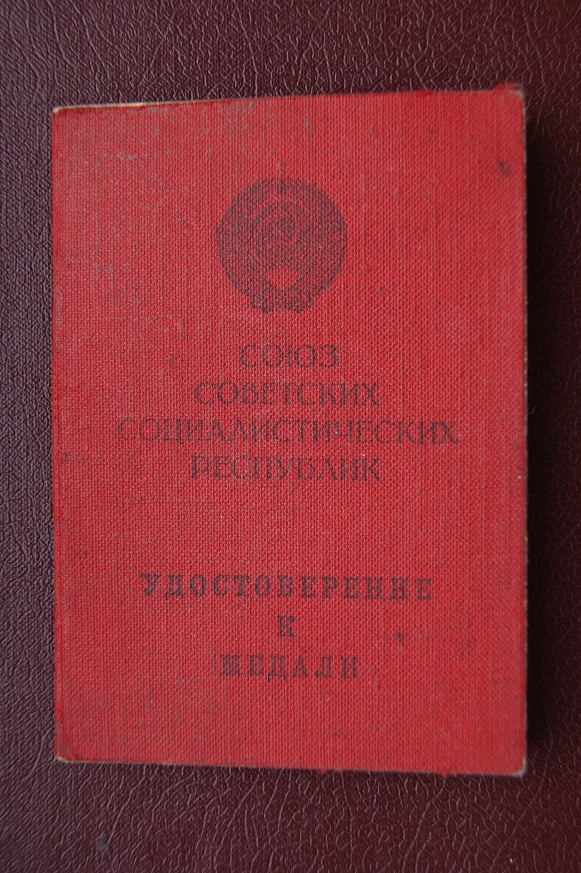 СОЮЗ
СОВЕТСКИХ
СОЦИАЛИСТИЧЕСКИХ
РЕСПУБЛИК
УДОСТОВЕРЕНИЕ
К
МЕДАЛИ